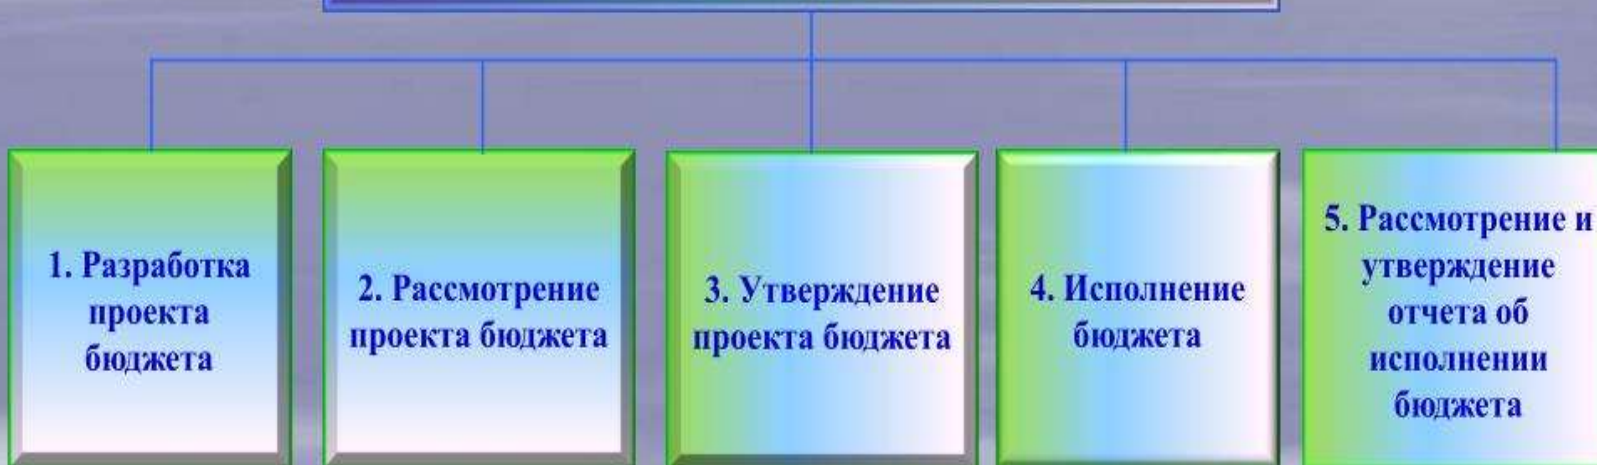 1. Разработка
проекта
бюджета
2. Рассмотрение
проекта бюджета
3. Утверждение
проекта бюджета
4. Исполнение
бюджета
5. Рассмотрение и
утверждение
отчета об
исполнении
бюджета